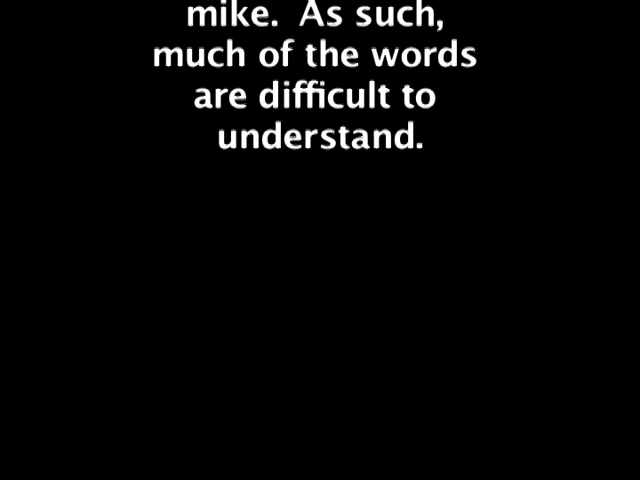 mike.  As such,
much of the words
are difficult to
understand.